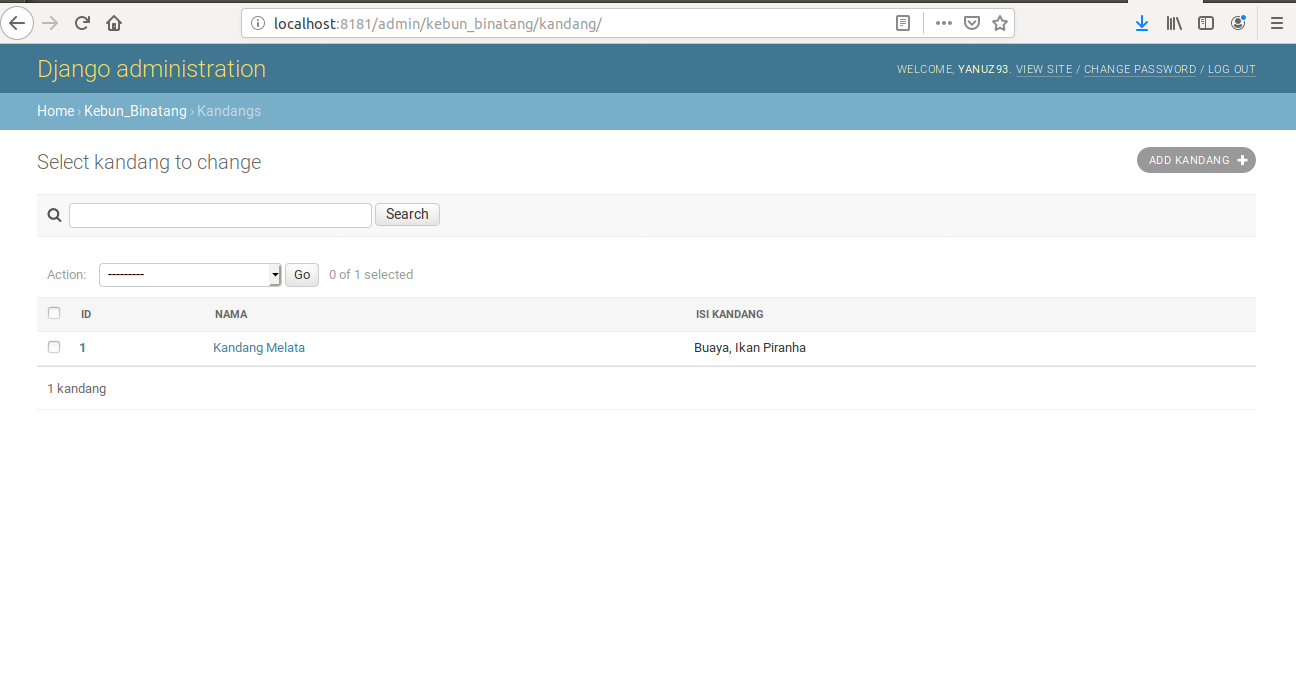 localhost:8181/admin/kebun_binatang/kandang/
Django administration
WELCOME, YANUZ93. VIEW SITE / CHANGE PASSWORD / LOG OUT
Home › Kebun_Binatang › Kandangs
Select kandang to change
ADD KANDANG
Search
Action: --------- Go 0 of 1 selected
ID NAMA ISI KANDANG
1 Kandang Melata Buaya, Ikan Piranha
1 kandang